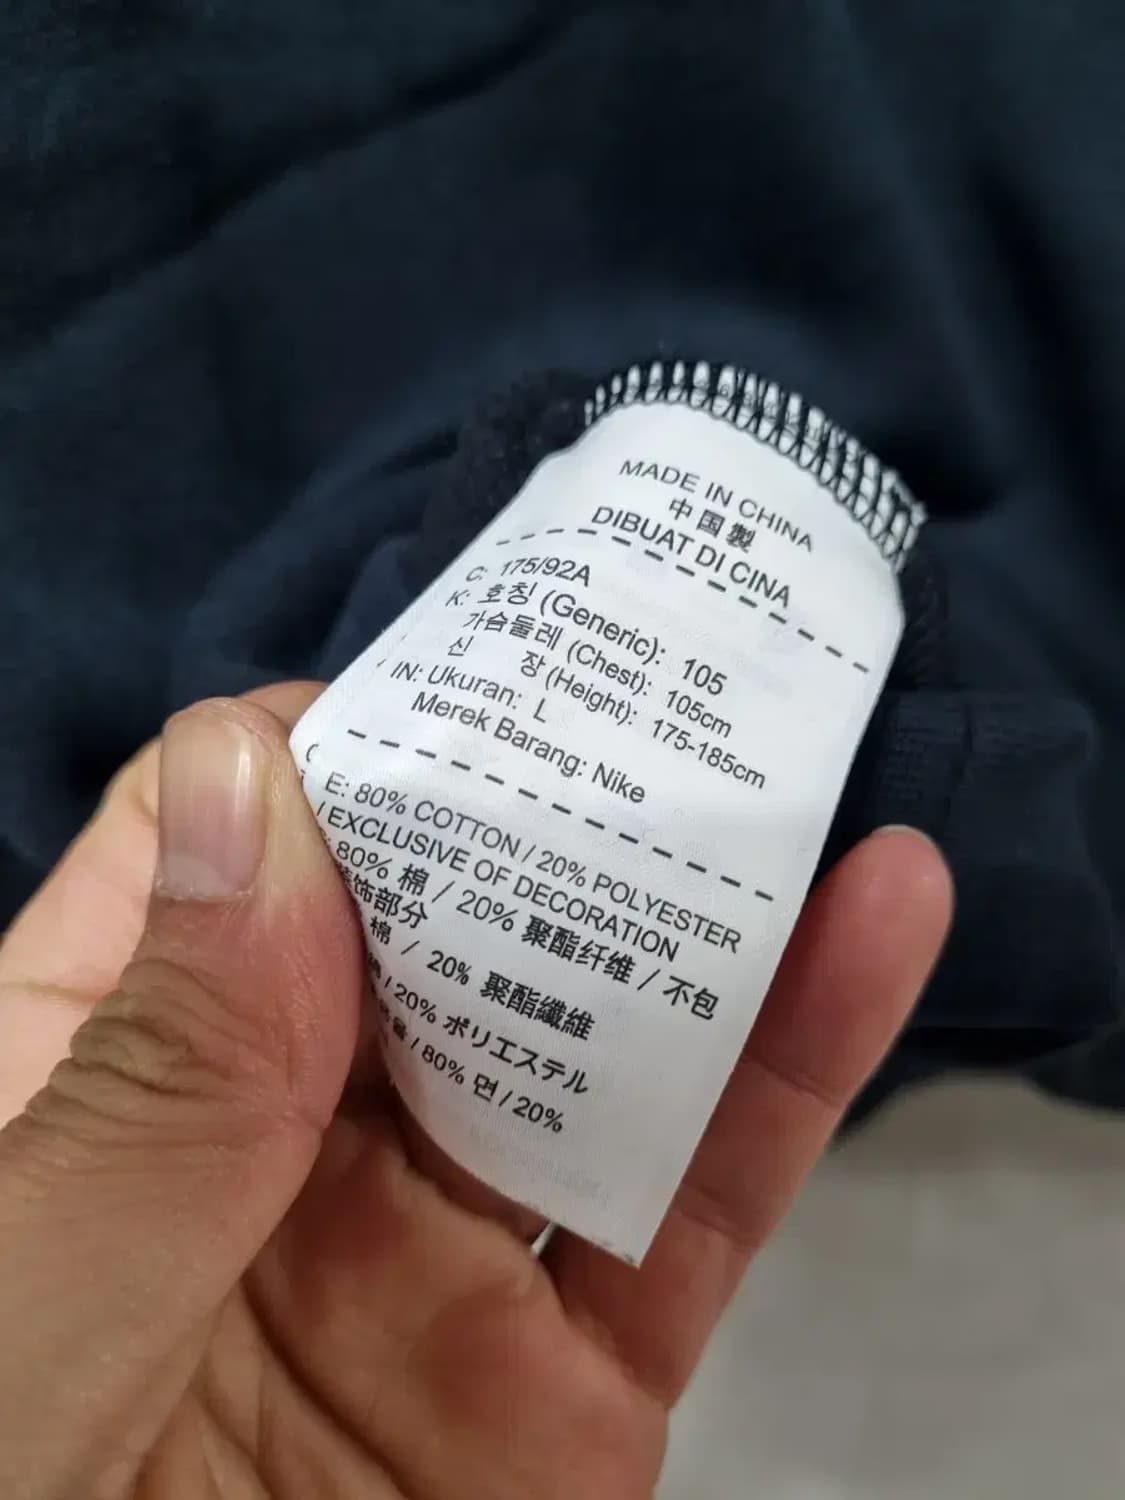 MADE IN CHINA
中国製
DIBUAT DI CINA
C: 175/92A
K: 호칭 (Generic): 105
가슴둘레 (Chest): 105cm
신 장 (Height): 175-185cm
IN: Ukuran: L
Merek Barang: Nike
E: 80% COTTON / 20% POLYESTER
/ EXCLUSIVE OF DECORATION
80% 棉 / 20% 聚酯纤维 / 不包
饰部分
棉 / 20% 聚酯纖維
/ 20% ポリエステル
/ 80% 면 / 20%